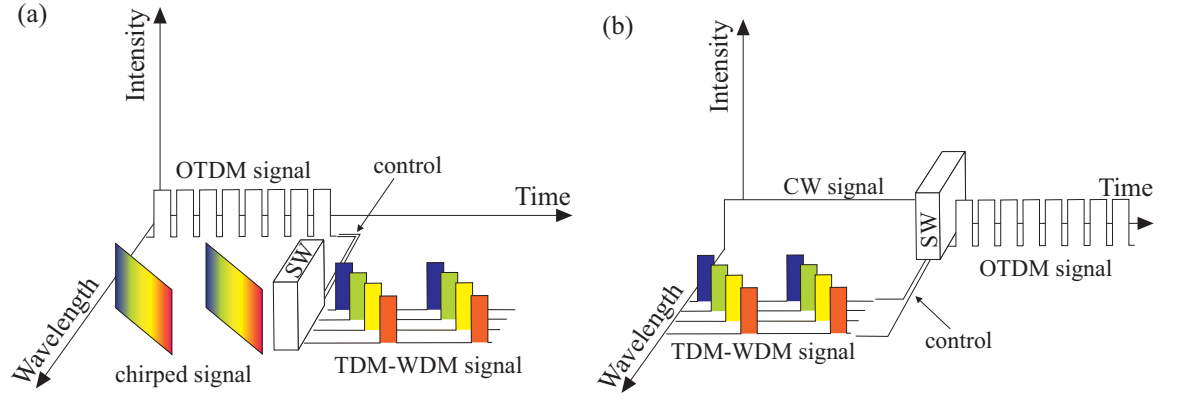 (a)
Intensity
OTDM signal
control
Time
SW
Wavelength
chirped signal
TDM-WDM signal
(b)
Intensity
CW signal
Time
SW
OTDM signal
Wavelength
TDM-WDM signal
control